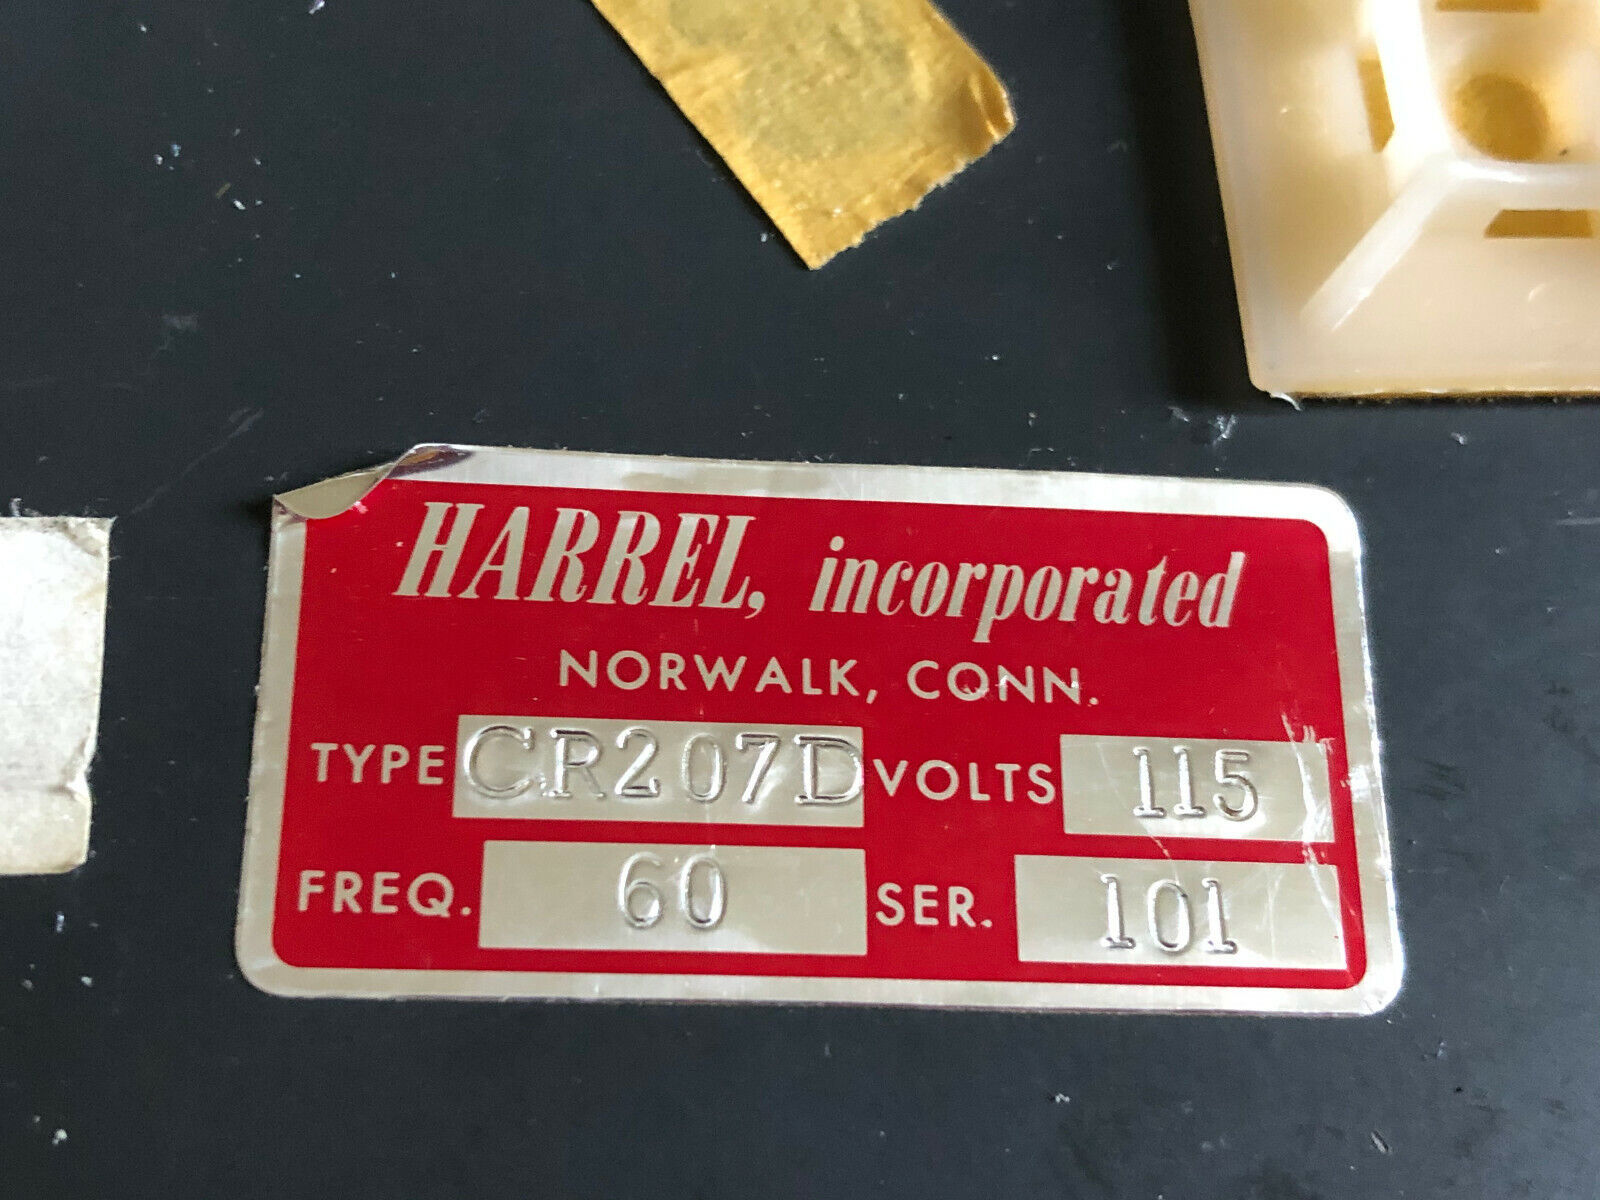 HARREL, incorporated
NORWALK, CONN.
TYPE CR207D VOLTS 115
FREQ. 60 SER. 101